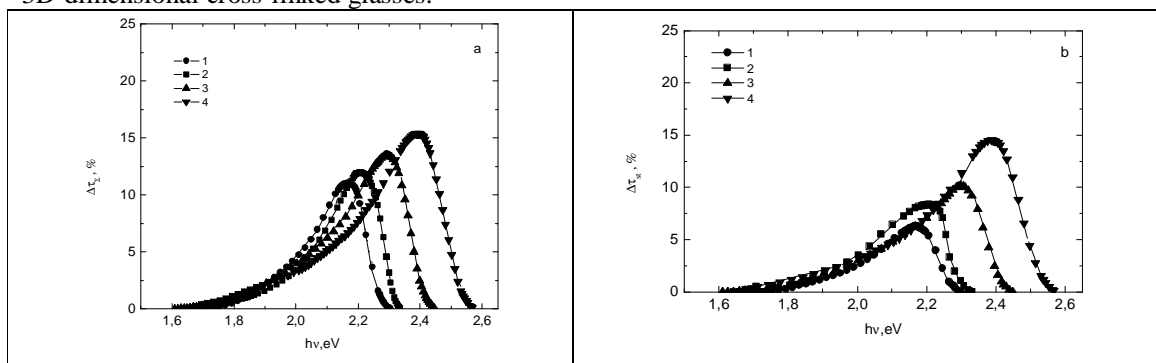 3D-dimensional cross-linked glasses.
25
20
15
10
5
0
Δτ_Σ, %
a
1
2
3
4
1,6 1,8 2,0 2,2 2,4 2,6
hν,eV
25
20
15
10
5
0
Δτ_st, %
b
1
2
3
4
1,6 1,8 2,0 2,2 2,4 2,6
hν,eV